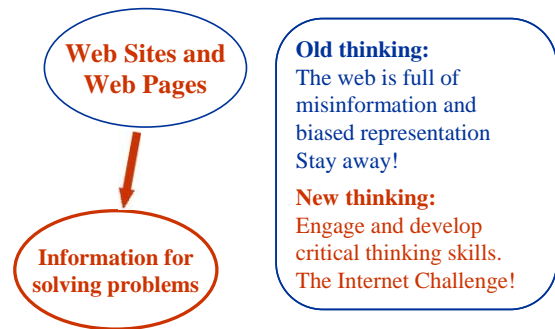 Web Sites and
Web Pages
Information for
solving problems
Old thinking:
The web is full of
misinformation and
biased representation
Stay away!
New thinking:
Engage and develop
critical thinking skills.
The Internet Challenge!